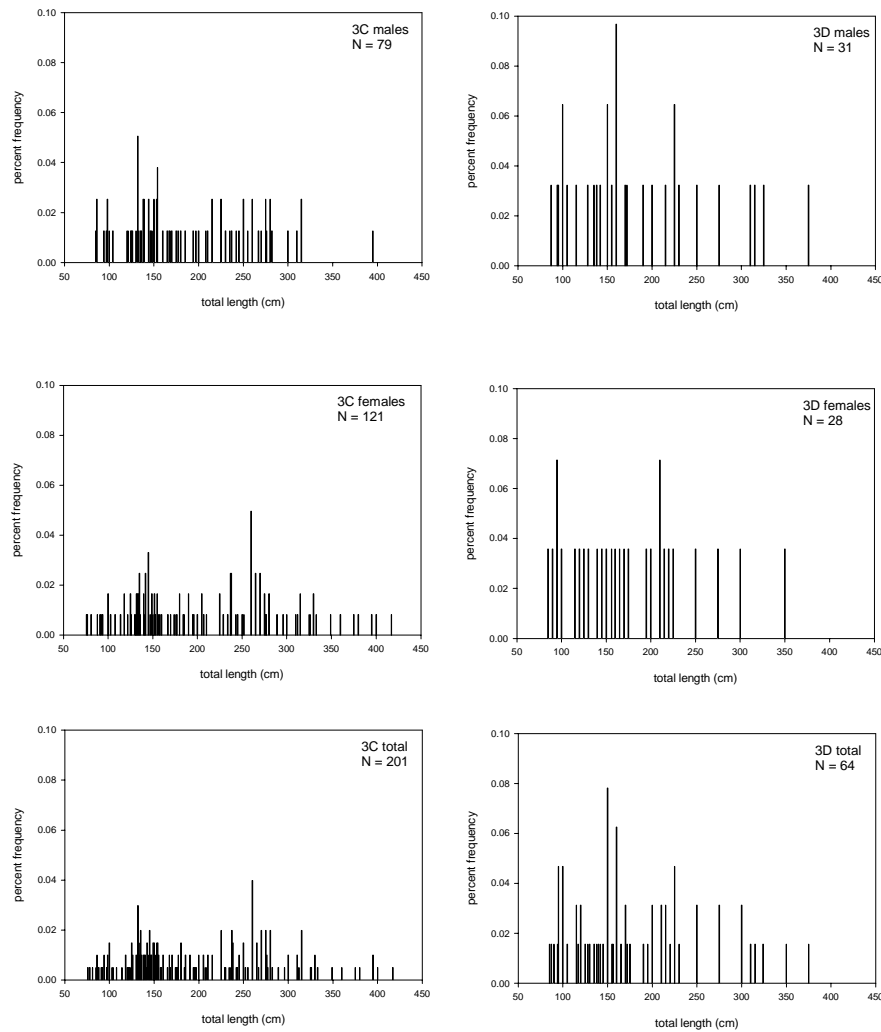 3C males
N = 79
percent frequency
0.10
0.08
0.06
0.04
0.02
0.00
50 100 150 200 250 300 350 400 450
total length (cm)
3D males
N = 31
percent frequency
0.10
0.08
0.06
0.04
0.02
0.00
50 100 150 200 250 300 350 400 450
total length (cm)
3C females
N = 121
percent frequency
0.10
0.08
0.06
0.04
0.02
0.00
50 100 150 200 250 300 350 400 450
total length (cm)
3D females
N = 28
percent frequency
0.10
0.08
0.06
0.04
0.02
0.00
50 100 150 200 250 300 350 400 450
total length (cm)
3C total
N = 201
percent frequency
0.10
0.08
0.06
0.04
0.02
0.00
50 100 150 200 250 300 350 400 450
total length (cm)
3D total
N = 64
percent frequency
0.10
0.08
0.06
0.04
0.02
0.00
50 100 150 200 250 300 350 400 450
total length (cm)